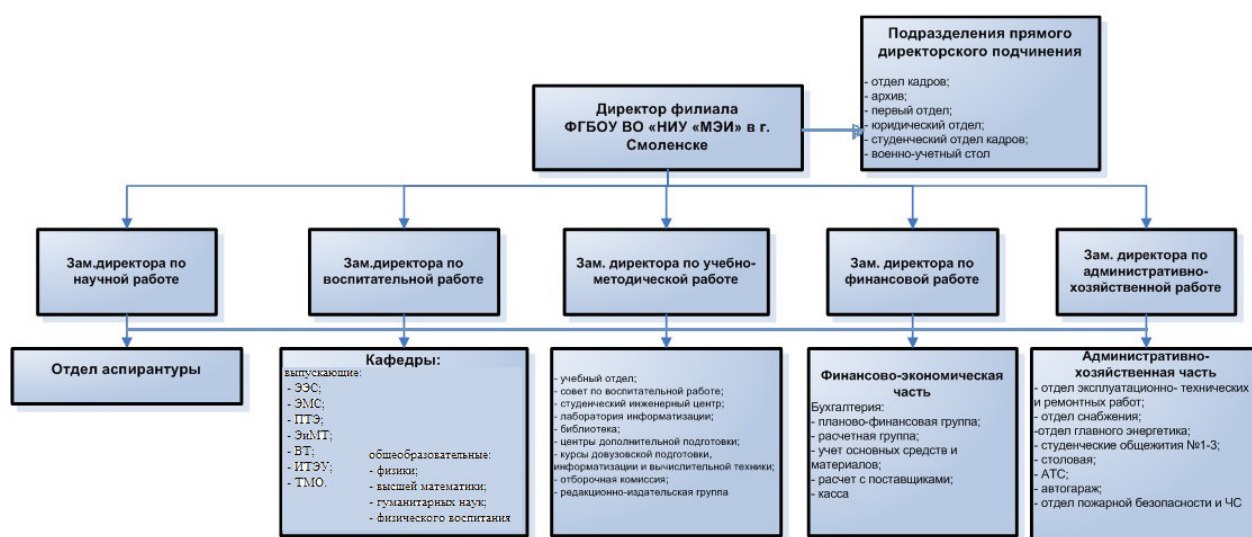 Подразделения прямого
директорского подчинения
- отдел кадров;
- архив;
- первый отдел;
- юридический отдел;
- студенческий отдел кадров;
- военно-учетный стол
Директор филиала
ФГБОУ ВО «НИУ «МЭИ» в г.
Смоленске
Зам.директора по
научной работе
Зам.директора по
воспитательной работе
Зам. директора по учебно-
методической работе
Зам. директора по
финансовой работе
Зам. директора по
административно-
хозяйственной работе
Отдел аспирантуры
Кафедры:
выпускающие:
- ЭЭС;
- ЭМС;
- ПТЭ;
- ЭиМТ;
- ВТ;
- ИТЭУ;
- ТМО.
общеобразовательные:
- физики;
- высшей математики;
- гуманитарных наук;
- физического воспитания
- учебный отдел;
- совет по воспитательной работе;
- студенческий инженерный центр;
- лаборатория информатизации;
- библиотека;
- центры дополнительной подготовки;
- курсы довузовской подготовки,
информатизации и вычислительной техники;
- отборочная комиссия;
- редакционно-издательская группа
Финансово-экономическая
часть
Бухгалтерия:
- планово-финансовая группа;
- расчетная группа;
- учет основных средств и
материалов;
- расчет с поставщиками;
- касса
Административно-
хозяйственная часть
- отдел эксплуатационно- технических
и ремонтных работ;
- отдел снабжения;
-отдел главного энергетика;
- студенческие общежития №1-3;
- столовая;
- АТС;
- автогараж;
- отдел пожарной безопасности и ЧС